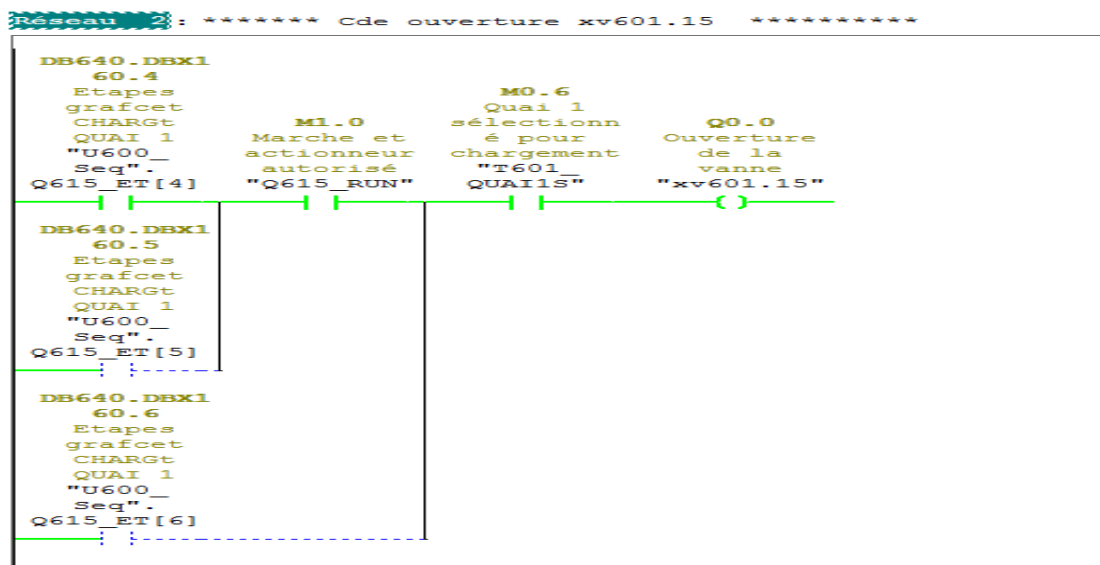 Réseau 2 : ******* Cde ouverture xv601.15 **********
DB640.DBX1
60.4
Etapes
grafcet
CHARGt
QUAI 1
"U600_
Seq".
Q615_ET[4]
M1.0
Marche et
actionneur
autorisé
"Q615_RUN"
M0.6
Quai 1
sélectionn
é pour
chargement
"T601_
QUAI1S"
Q0.0
Ouverture
de la
vanne
"xv601.15"
DB640.DBX1
60.5
Etapes
grafcet
CHARGt
QUAI 1
"U600_
Seq".
Q615_ET[5]
DB640.DBX1
60.6
Etapes
grafcet
CHARGt
QUAI 1
"U600_
Seq".
Q615_ET[6]